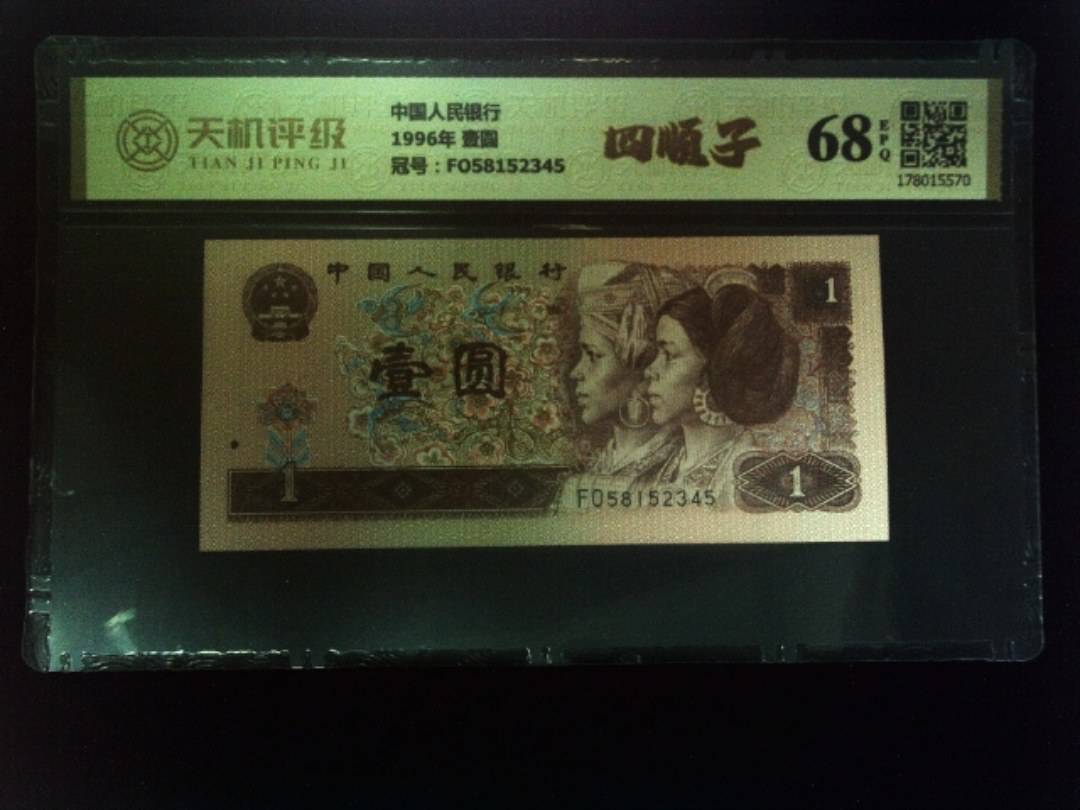 天机评级
TIAN JI PING JI
中国人民银行
1996年 壹圆
冠号：FO58152345
四顺子
68
EPQ
178015570
中国人民银行
1
壹圆
1
FO58152345
1